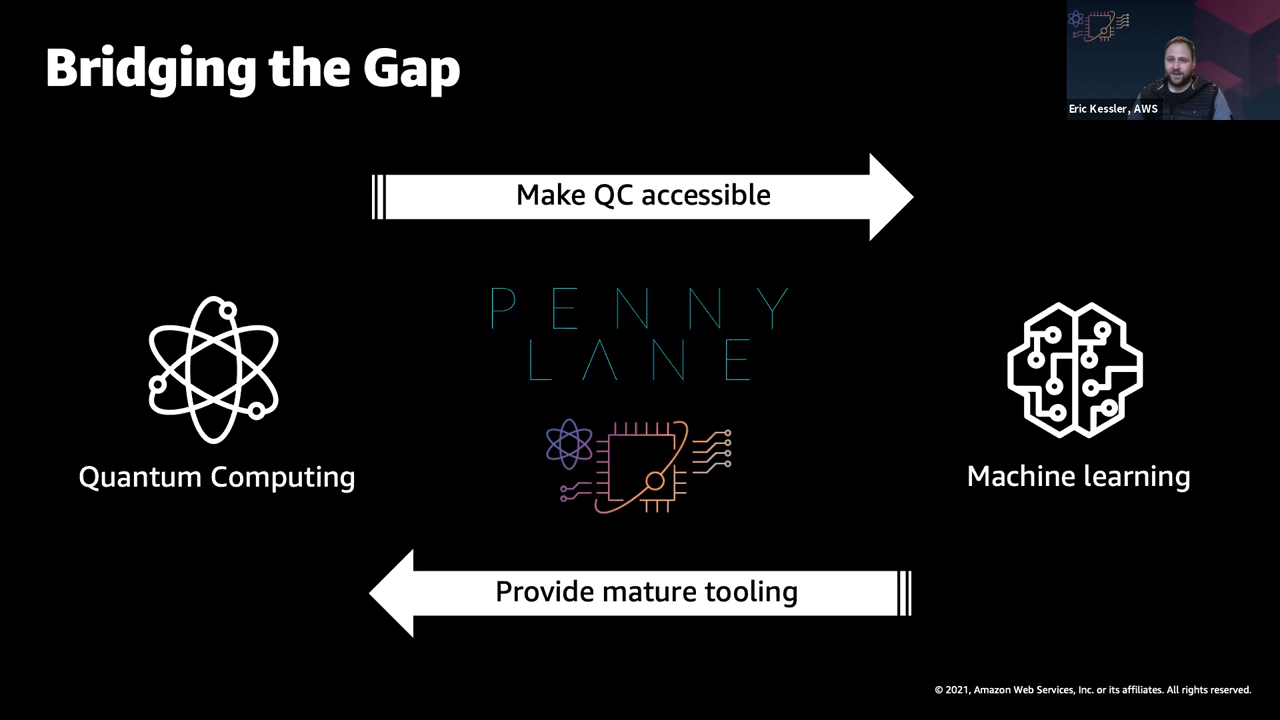 Bridging the Gap
Eric Kessler, AWS
Make QC accessible
PENNY
LANE
Quantum Computing
Machine learning
Provide mature tooling
© 2021, Amazon Web Services, Inc. or its affiliates. All rights reserved.